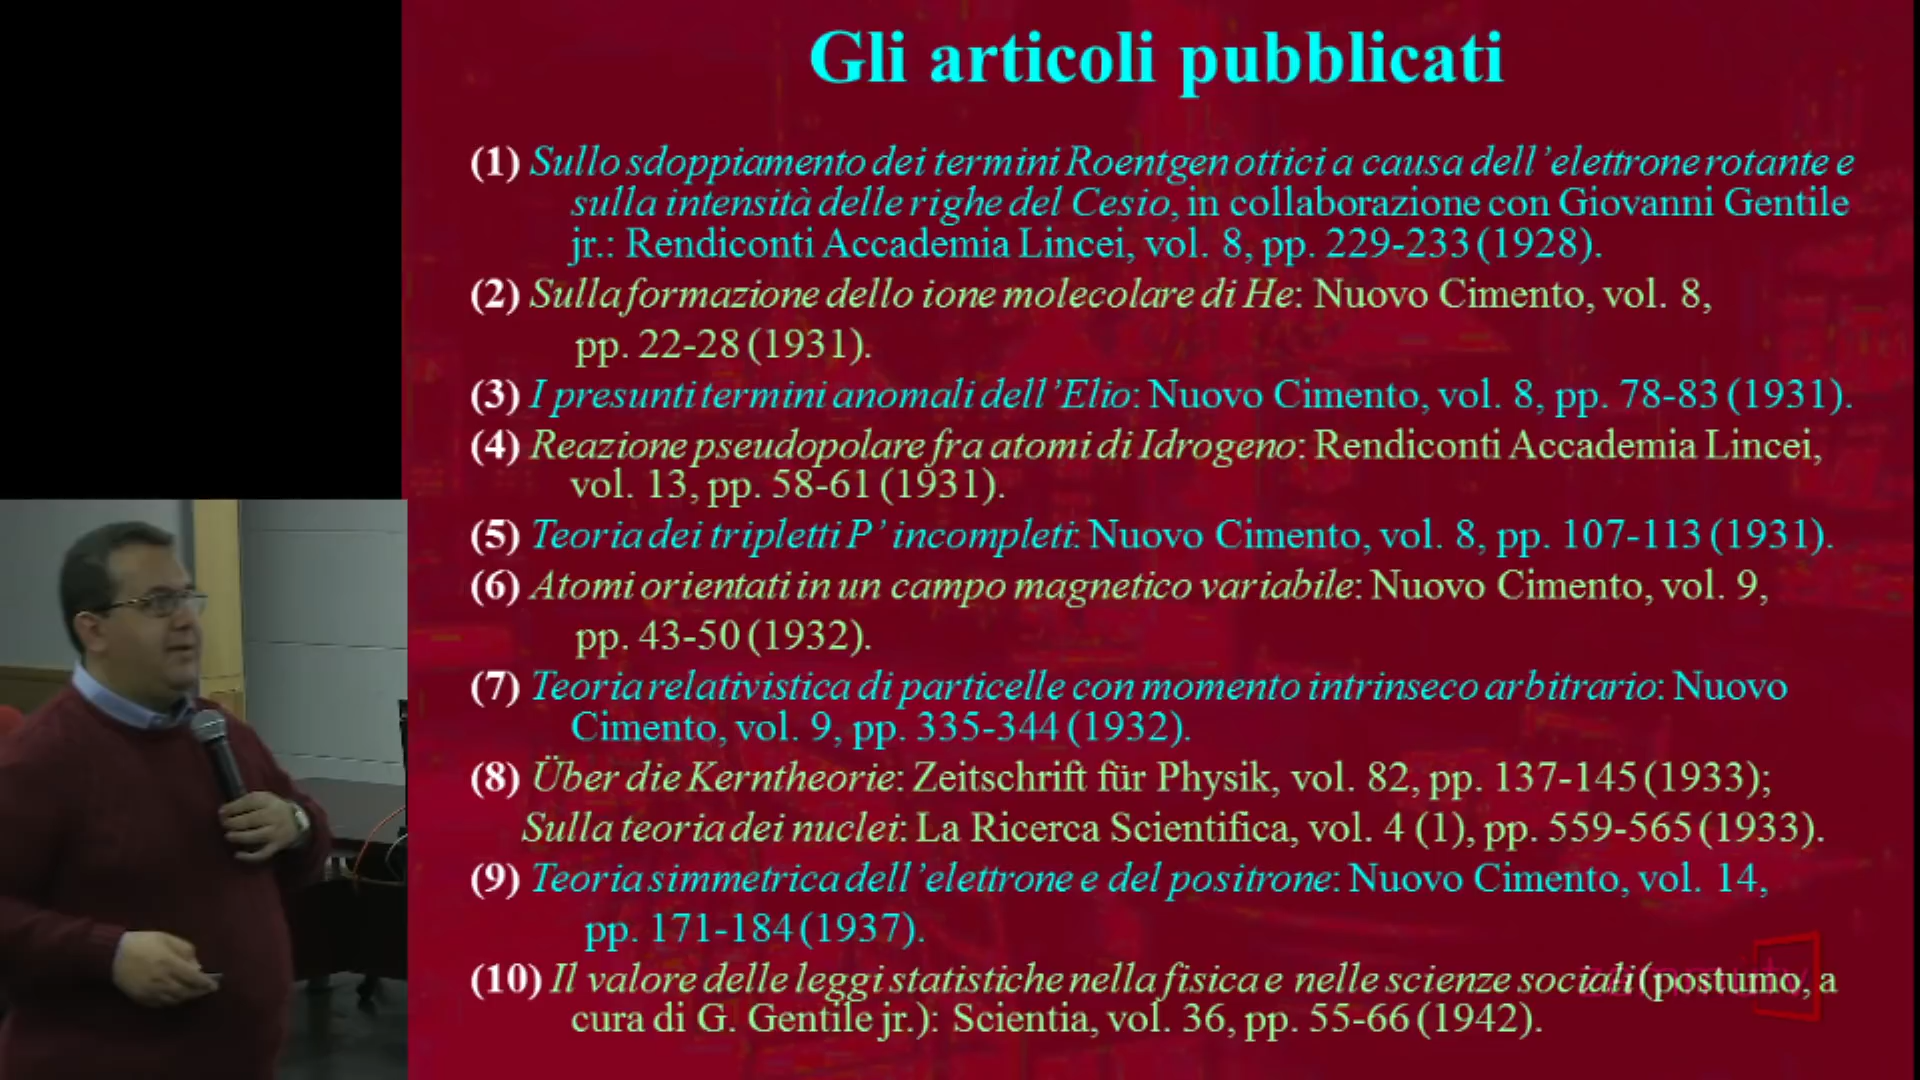 Gli articoli pubblicati
(1) Sullo sdoppiamento dei termini Roentgen ottici a causa dell'elettrone rotante e
sulla intensità delle righe del Cesio, in collaborazione con Giovanni Gentile
jr.: Rendiconti Accademia Lincei, vol. 8, pp. 229-233 (1928).
(2) Sulla formazione dello ione molecolare di He: Nuovo Cimento, vol. 8,
pp. 22-28 (1931).
(3) I presunti termini anomali dell'Elio: Nuovo Cimento, vol. 8, pp. 78-83 (1931).
(4) Reazione pseudopolare fra atomi di Idrogeno: Rendiconti Accademia Lincei,
vol. 13, pp. 58-61 (1931).
(5) Teoria dei tripletti P' incompleti: Nuovo Cimento, vol. 8, pp. 107-113 (1931).
(6) Atomi orientati in un campo magnetico variabile: Nuovo Cimento, vol. 9,
pp. 43-50 (1932).
(7) Teoria relativistica di particelle con momento intrinseco arbitrario: Nuovo
Cimento, vol. 9, pp. 335-344 (1932).
(8) Über die Kerntheorie: Zeitschrift für Physik, vol. 82, pp. 137-145 (1933);
Sulla teoria dei nuclei: La Ricerca Scientifica, vol. 4 (1), pp. 559-565 (1933).
(9) Teoria simmetrica dell'elettrone e del positrone: Nuovo Cimento, vol. 14,
pp. 171-184 (1937).
(10) Il valore delle leggi statistiche nella fisica e nelle scienze sociali (postumo, a
cura di G. Gentile jr.): Scientia, vol. 36, pp. 55-66 (1942).